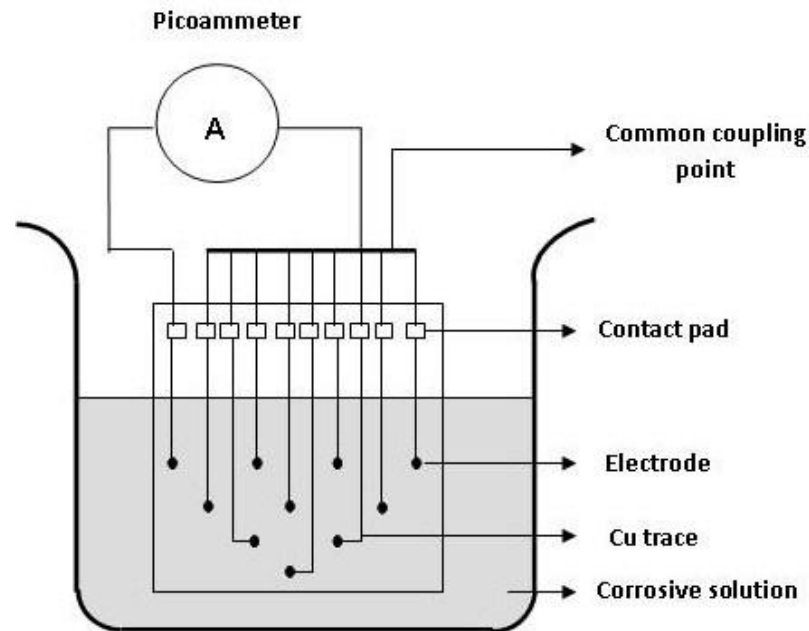 Picoammeter
A
Common coupling
point
Contact pad
Electrode
Cu trace
Corrosive solution